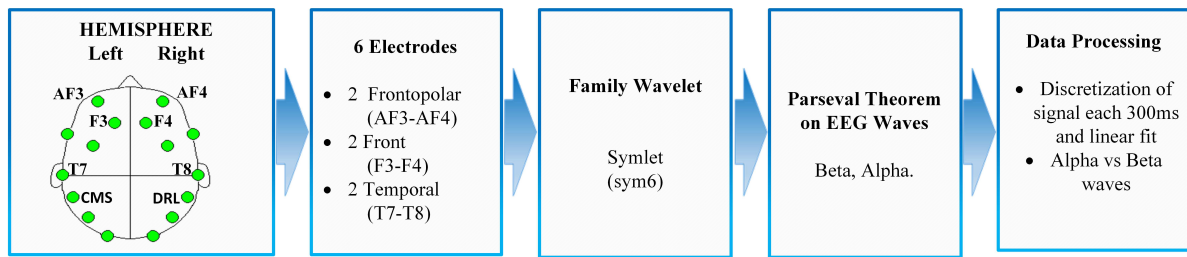 HEMISPHERE
Left Right
AF3 AF4
F3 F4
T7 T8
CMS DRL
6 Electrodes
• 2 Frontopolar
(AF3-AF4)
• 2 Front
(F3-F4)
• 2 Temporal
(T7-T8)
Family Wavelet
Symlet
(sym6)
Parseval Theorem
on EEG Waves
Beta, Alpha.
Data Processing
• Discretization of
signal each 300ms
and linear fit
• Alpha vs Beta
waves